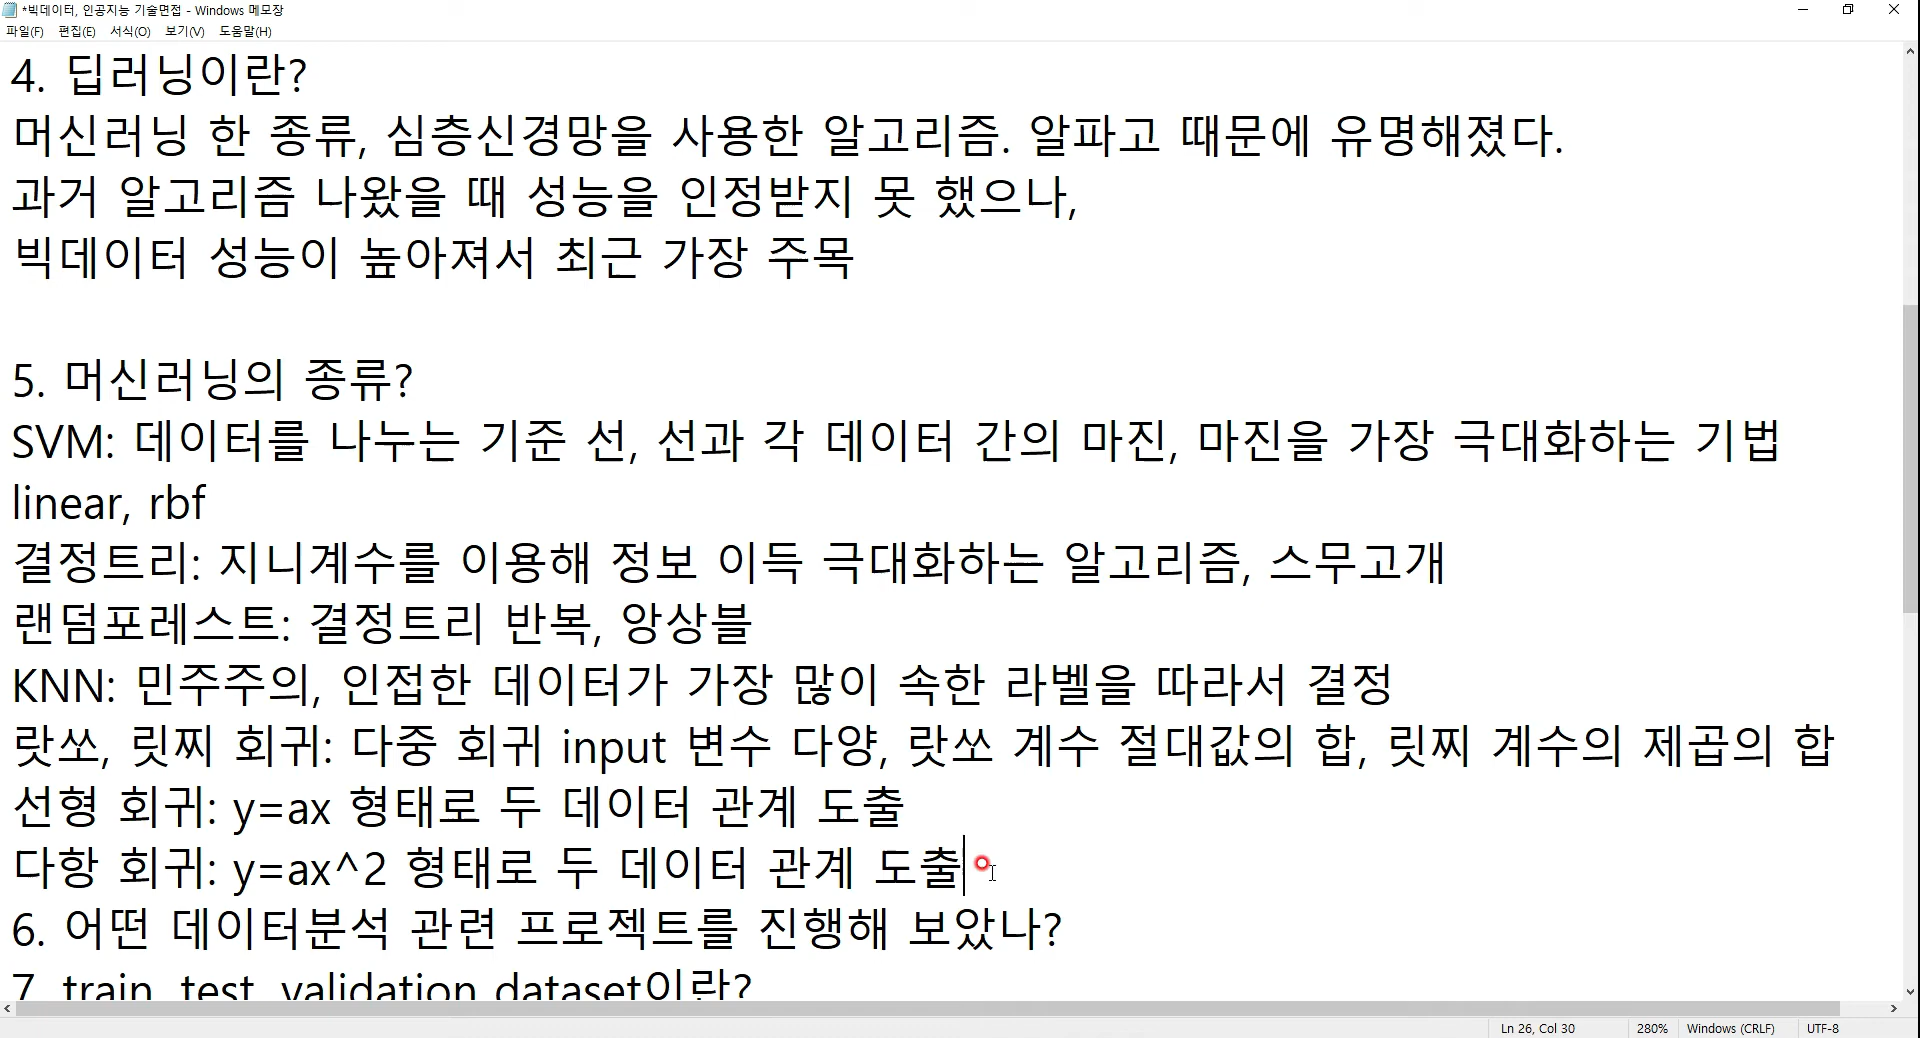 *빅데이터, 인공지능 기술면접 - Windows 메모장
파일(F) 편집(E) 서식(O) 보기(V) 도움말(H)
4. 딥러닝이란?
머신러닝 한 종류, 심층신경망을 사용한 알고리즘. 알파고 때문에 유명해졌다.
과거 알고리즘 나왔을 때 성능을 인정받지 못 했으나,
빅데이터 성능이 높아져서 최근 가장 주목
5. 머신러닝의 종류?
SVM: 데이터를 나누는 기준 선, 선과 각 데이터 간의 마진, 마진을 가장 극대화하는 기법
linear, rbf
결정트리: 지니계수를 이용해 정보 이득 극대화하는 알고리즘, 스무고개
랜덤포레스트: 결정트리 반복, 앙상블
KNN: 민주주의, 인접한 데이터가 가장 많이 속한 라벨을 따라서 결정
랏쏘, 릿찌 회귀: 다중 회귀 input 변수 다양, 랏쏘 계수 절대값의 합, 릿찌 계수의 제곱의 합
선형 회귀: y=ax 형태로 두 데이터 관계 도출
다항 회귀: y=ax^2 형태로 두 데이터 관계 도출
6. 어떤 데이터분석 관련 프로젝트를 진행해 보았나?
7. train, test, validation dataset이란?
Ln 26, Col 30 280% Windows (CRLF) UTF-8